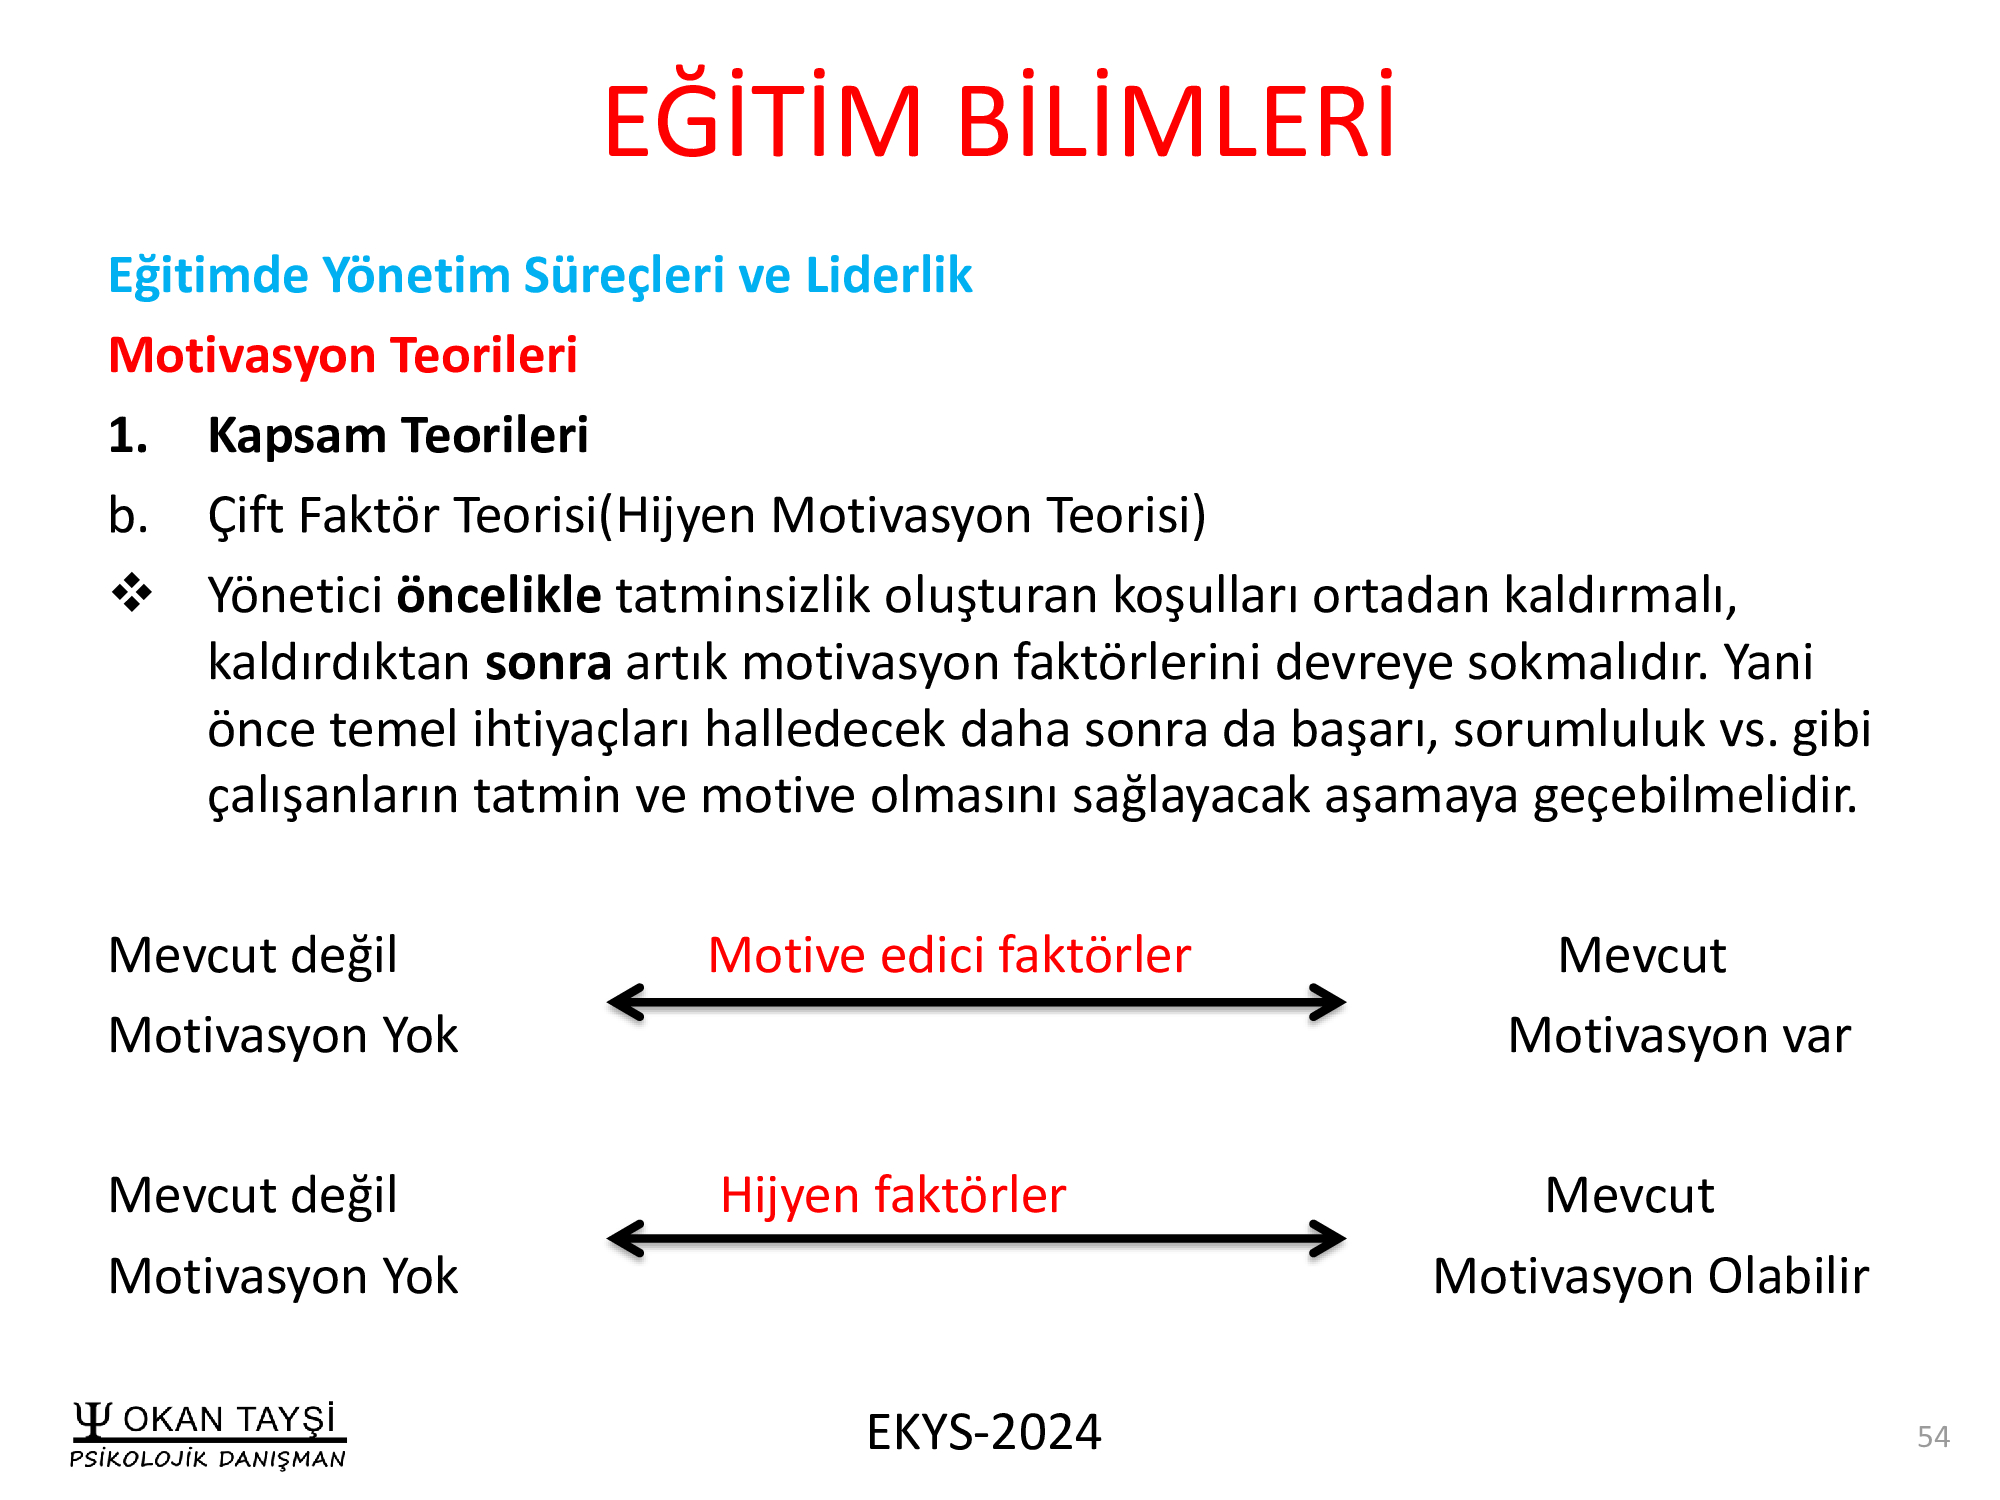 EĞİTİM BİLİMLERİ
Eğitimde Yönetim Süreçleri ve Liderlik
Motivasyon Teorileri
1. Kapsam Teorileri
b. Çift Faktör Teorisi(Hijyen Motivasyon Teorisi)
❖ Yönetici öncelikle tatminsizlik oluşturan koşulları ortadan kaldırmalı,
kaldırdıktan sonra artık motivasyon faktörlerini devreye sokmalıdır. Yani
önce temel ihtiyaçları halledecek daha sonra da başarı, sorumluluk vs. gibi
çalışanların tatmin ve motive olmasını sağlayacak aşamaya geçebilmelidir.
Mevcut değil Motive edici faktörler Mevcut
Motivasyon Yok Motivasyon var
Mevcut değil Hijyen faktörler Mevcut
Motivasyon Yok Motivasyon Olabilir
Ψ OKAN TAYŞİ
PSİKOLOJİK DANIŞMAN
EKYS-2024
54